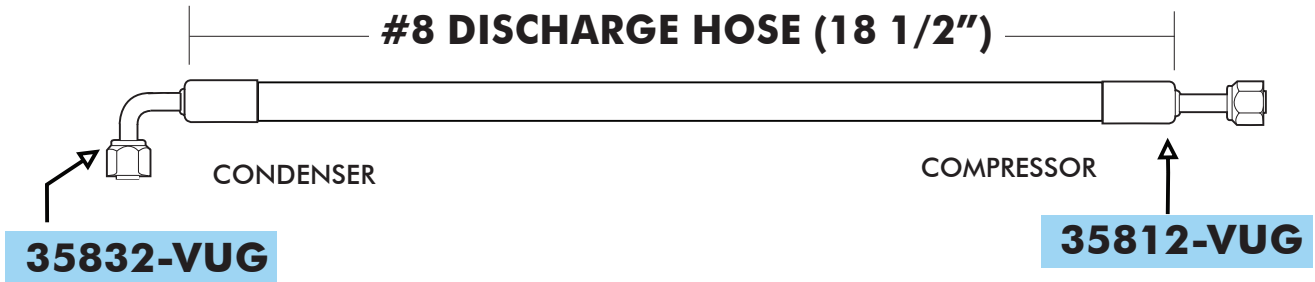 #8 DISCHARGE HOSE (18 1/2”)
CONDENSER
COMPRESSOR
35832-VUG
35812-VUG